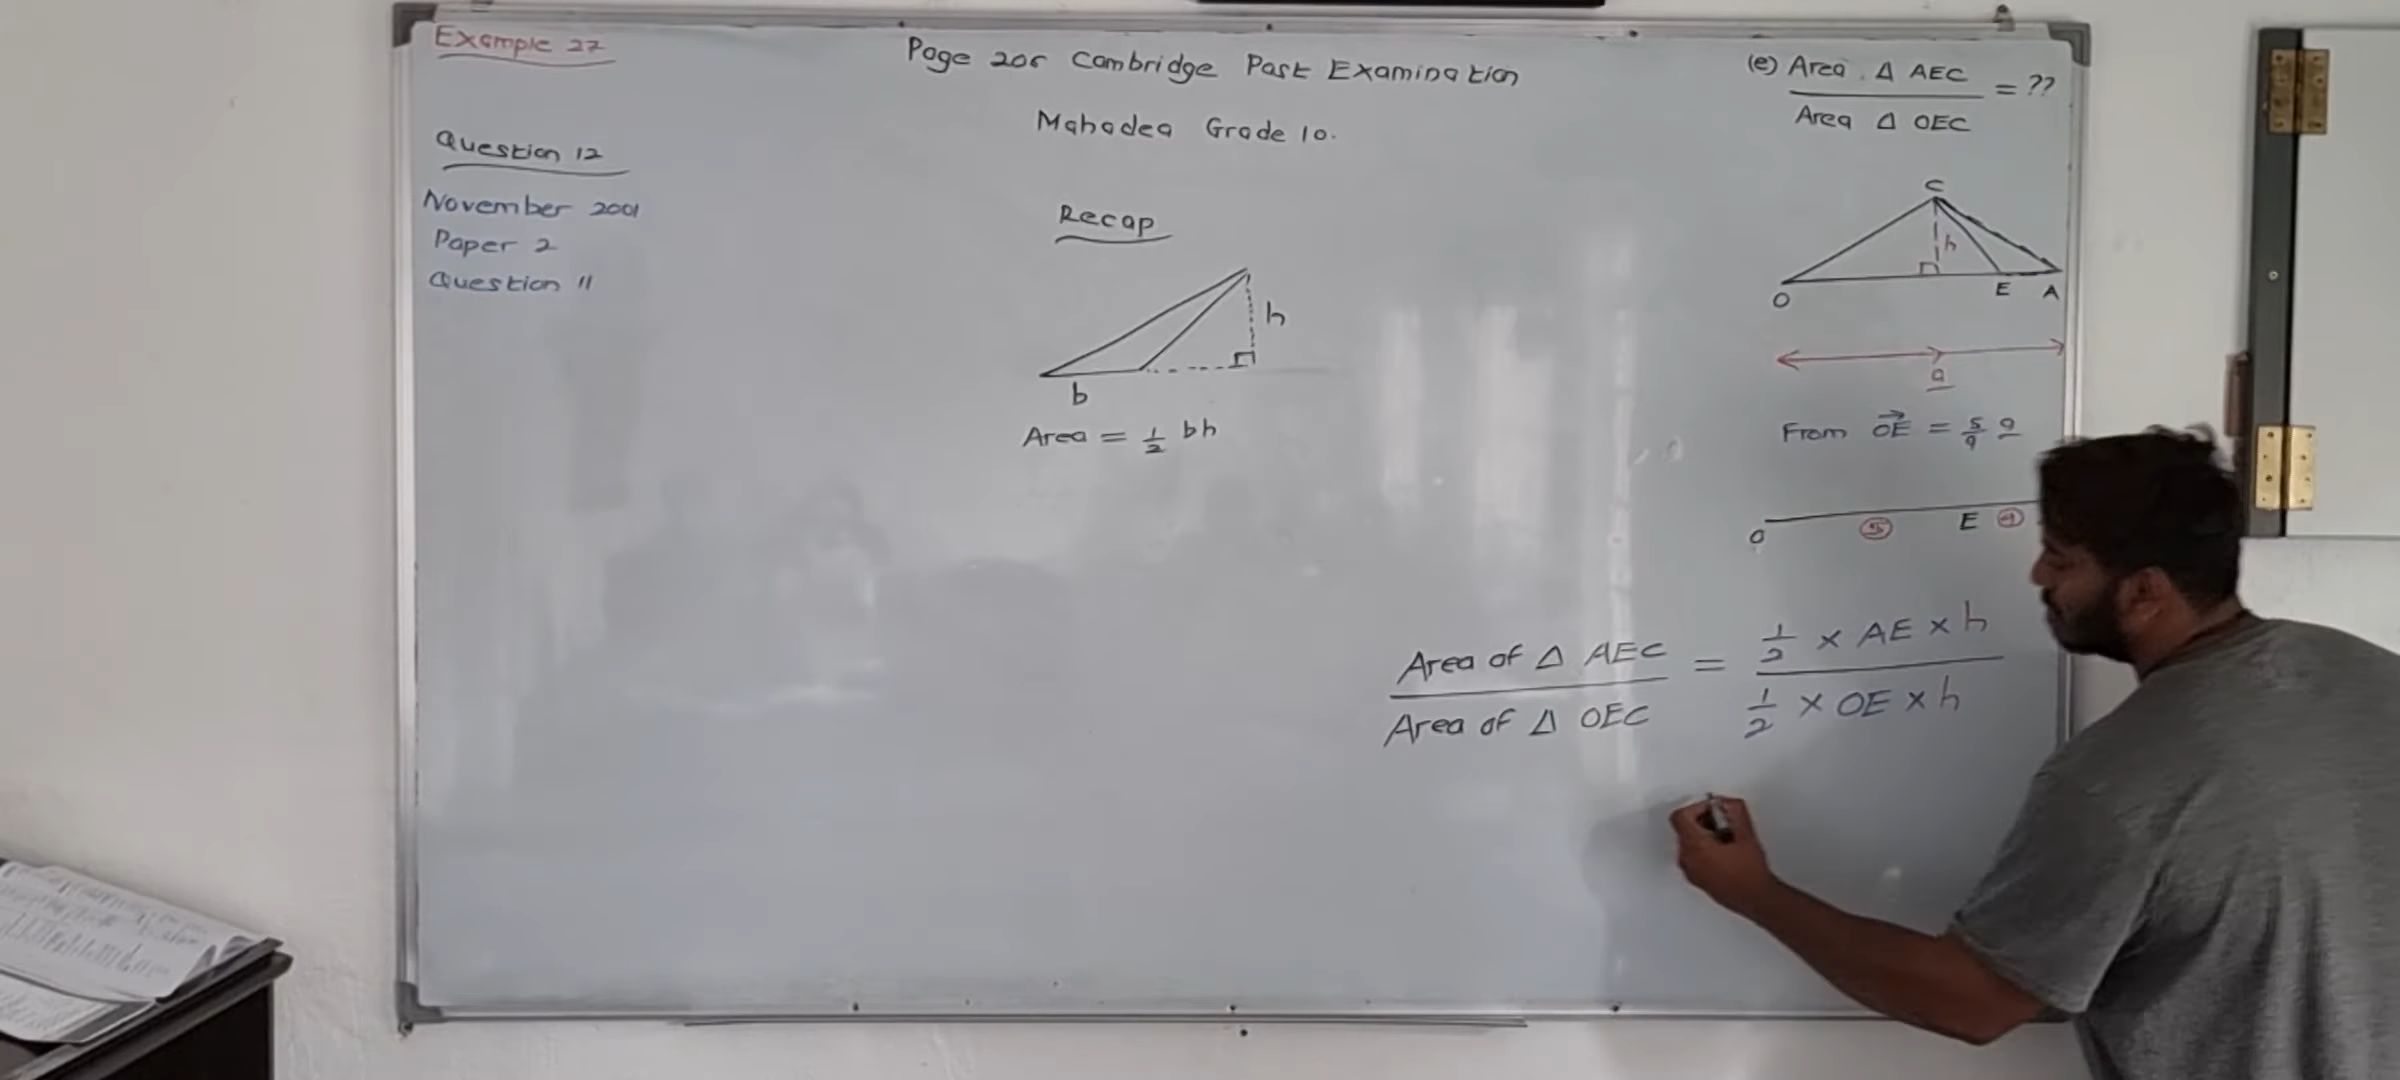 Example 27
Page 206 Cambridge Past Examination
Mahadea Grade 10.
Question 12
November 2001
Paper 2
Question 11
Recap
h
b
Area = 1/2 bh
(e) Area Δ AEC / Area Δ OEC = ??
C
h
O E A
a
From OE = 5/9 a
O 5 E 4
Area of Δ AEC / Area of Δ OEC = 1/2 × AE × h / 1/2 × OE × h